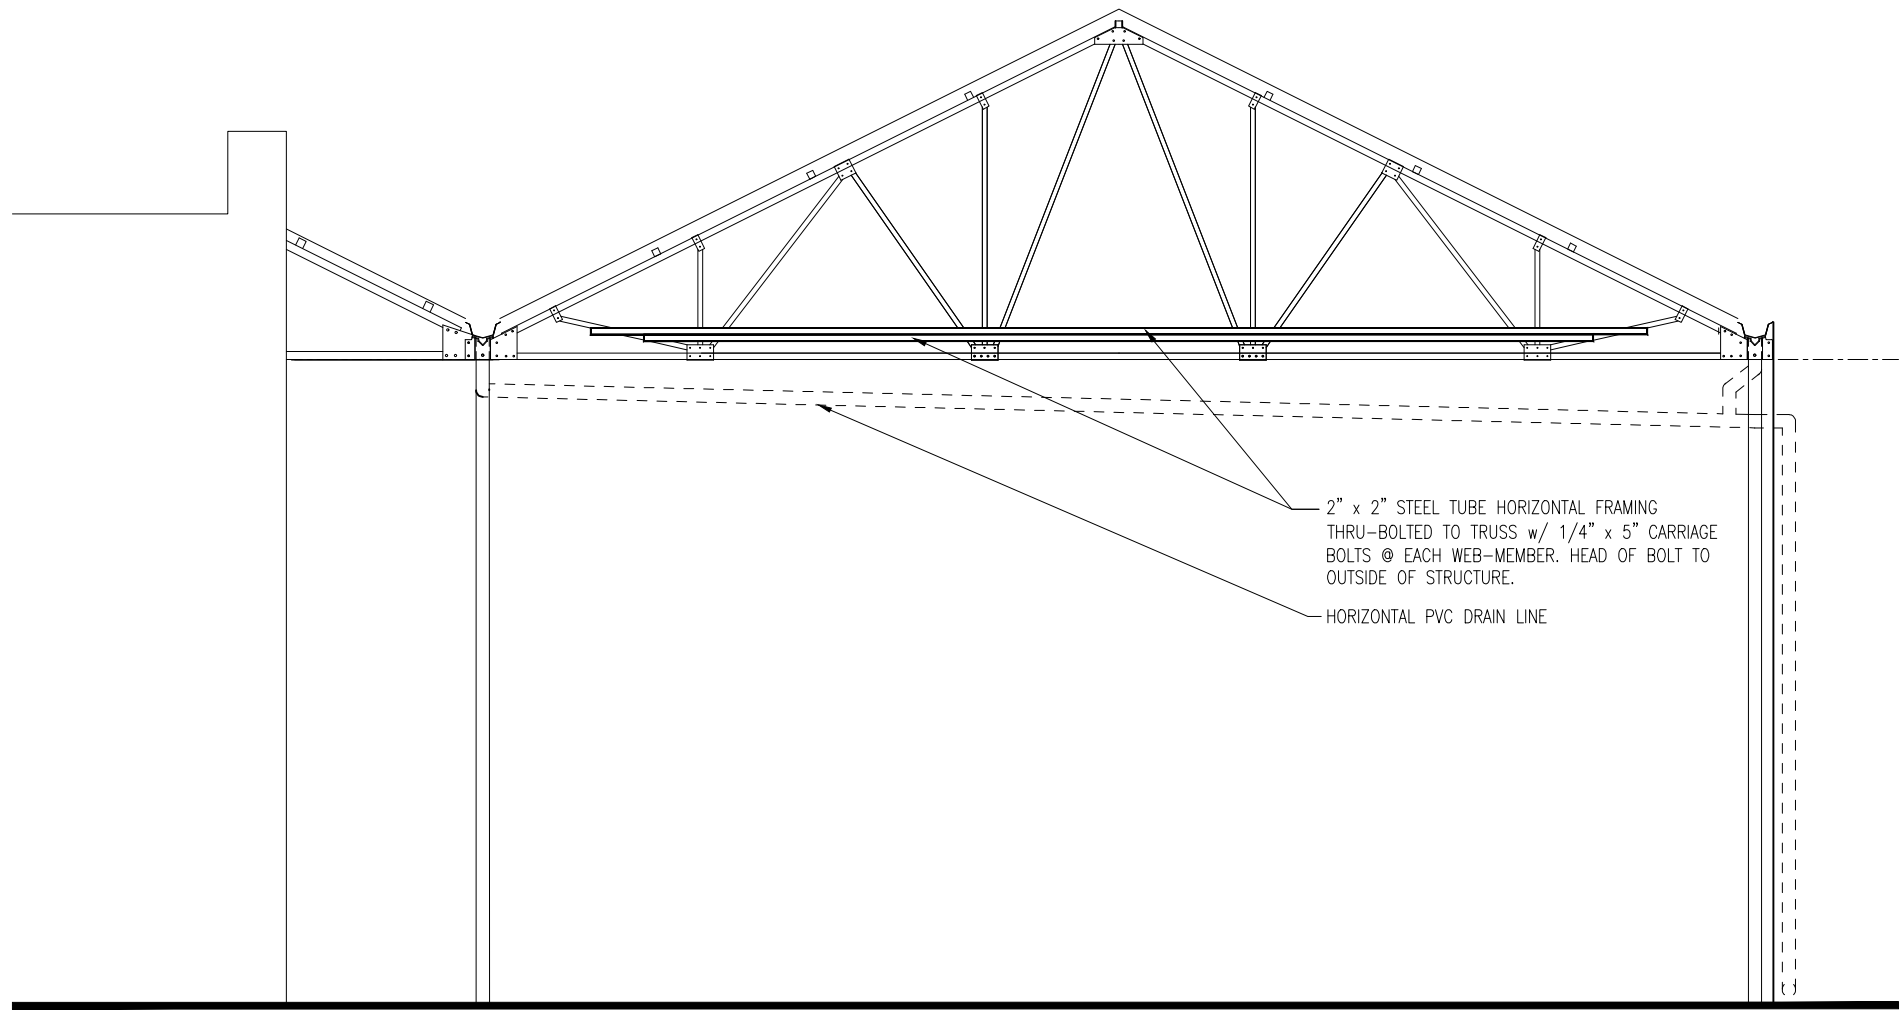 2” x 2” STEEL TUBE HORIZONTAL FRAMING
THRU-BOLTED TO TRUSS w/ 1/4” x 5” CARRIAGE
BOLTS @ EACH WEB-MEMBER. HEAD OF BOLT TO
OUTSIDE OF STRUCTURE.
HORIZONTAL PVC DRAIN LINE